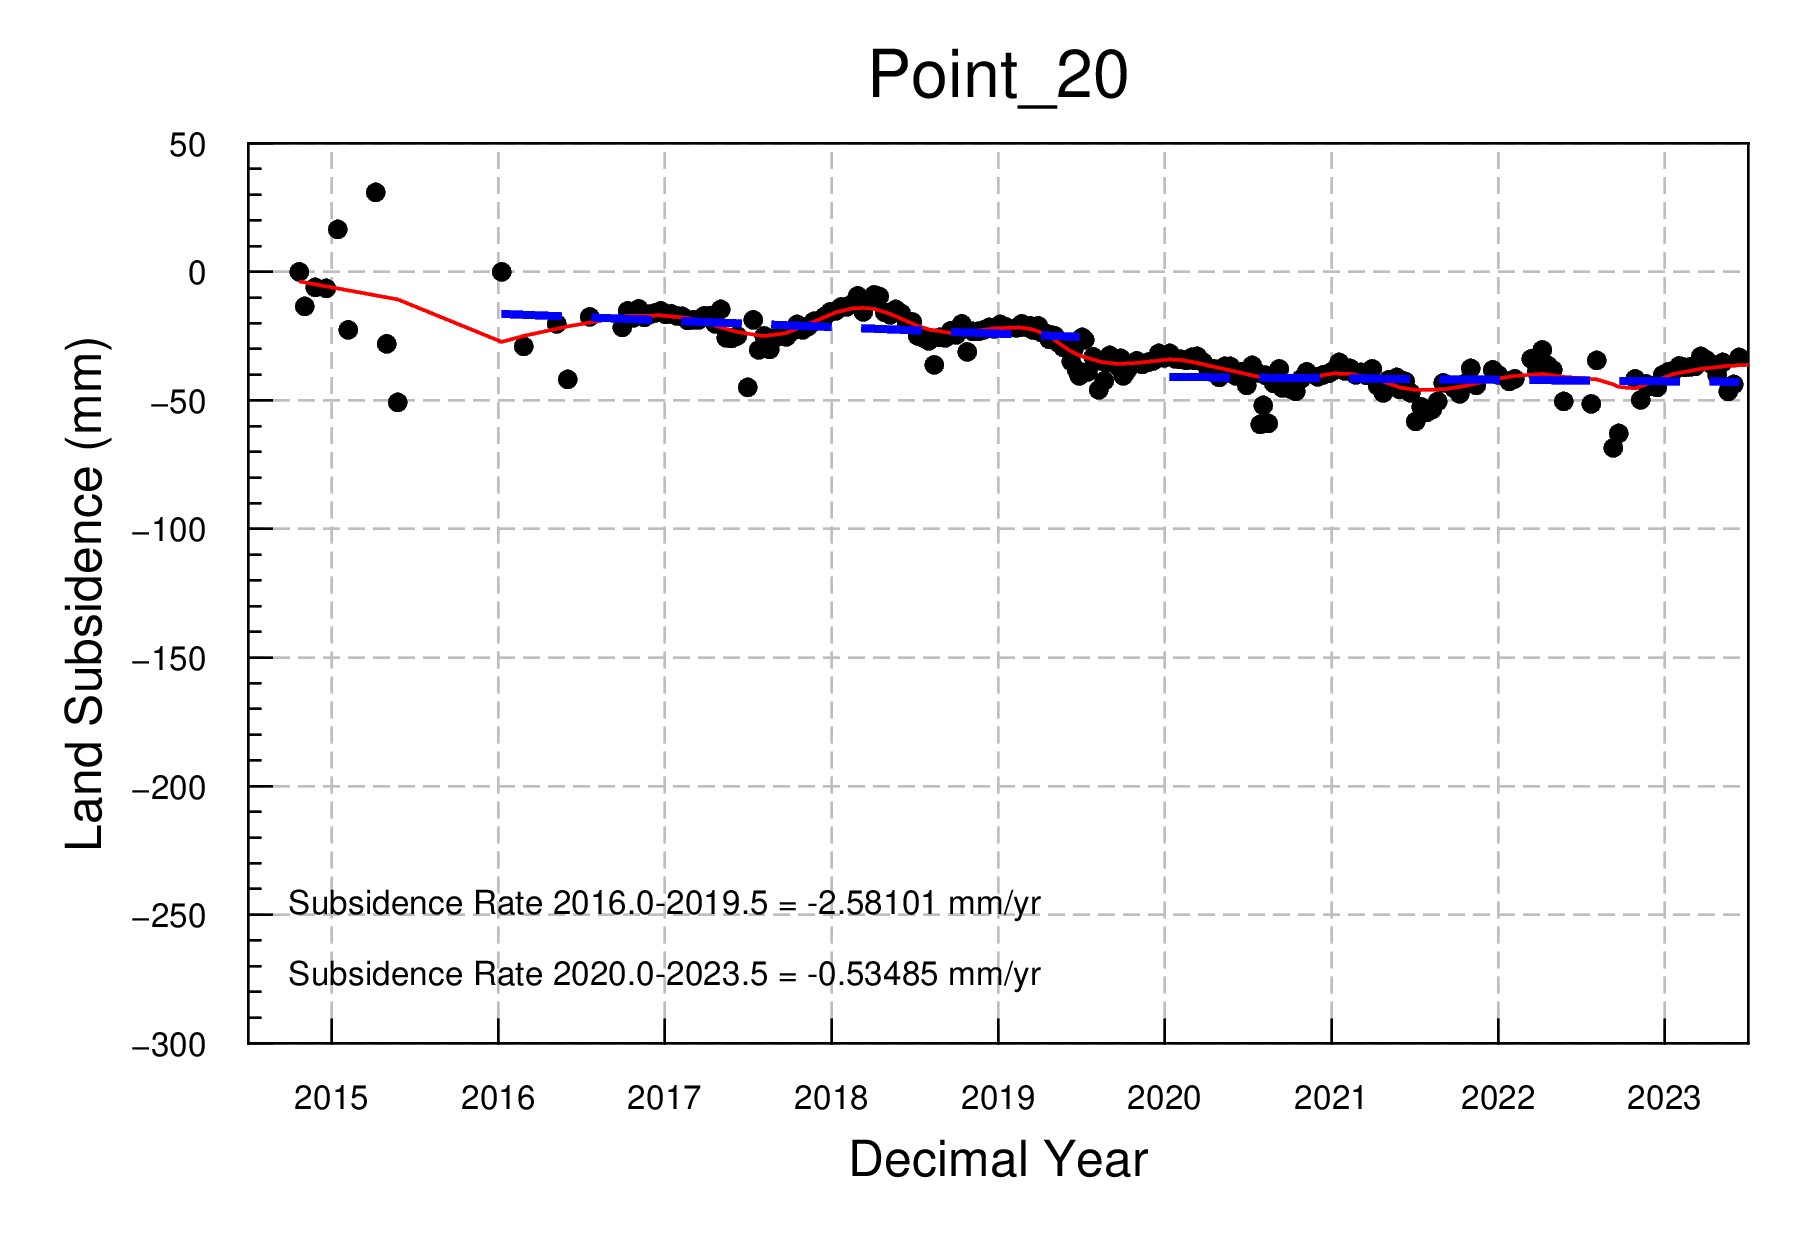 Point_20
50
0
−50
−100
−150
−200
−250
−300
Land Subsidence (mm)
Subsidence Rate 2016.0-2019.5 = -2.58101 mm/yr
Subsidence Rate 2020.0-2023.5 = -0.53485 mm/yr
2015 2016 2017 2018 2019 2020 2021 2022 2023
Decimal Year